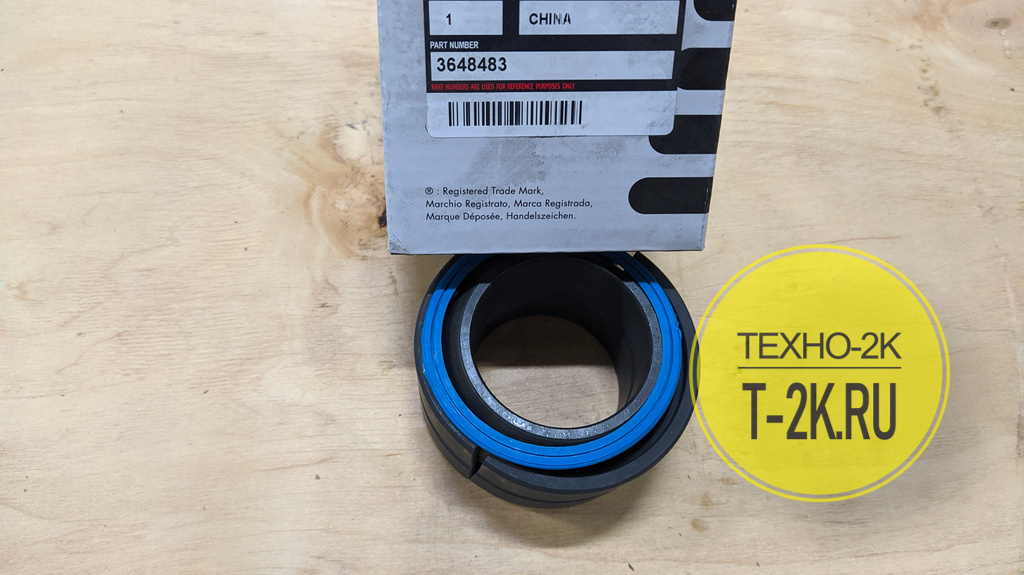 1
CHINA
PART NUMBER
3648483
PART NUMBERS ARE USED FOR REFERENCE PURPOSES ONLY
® : Registered Trade Mark,
Marchio Registrato, Marca Registrada,
Marque Déposée, Handelszeichen.
ТЕХНО-2К
T-2K.RU